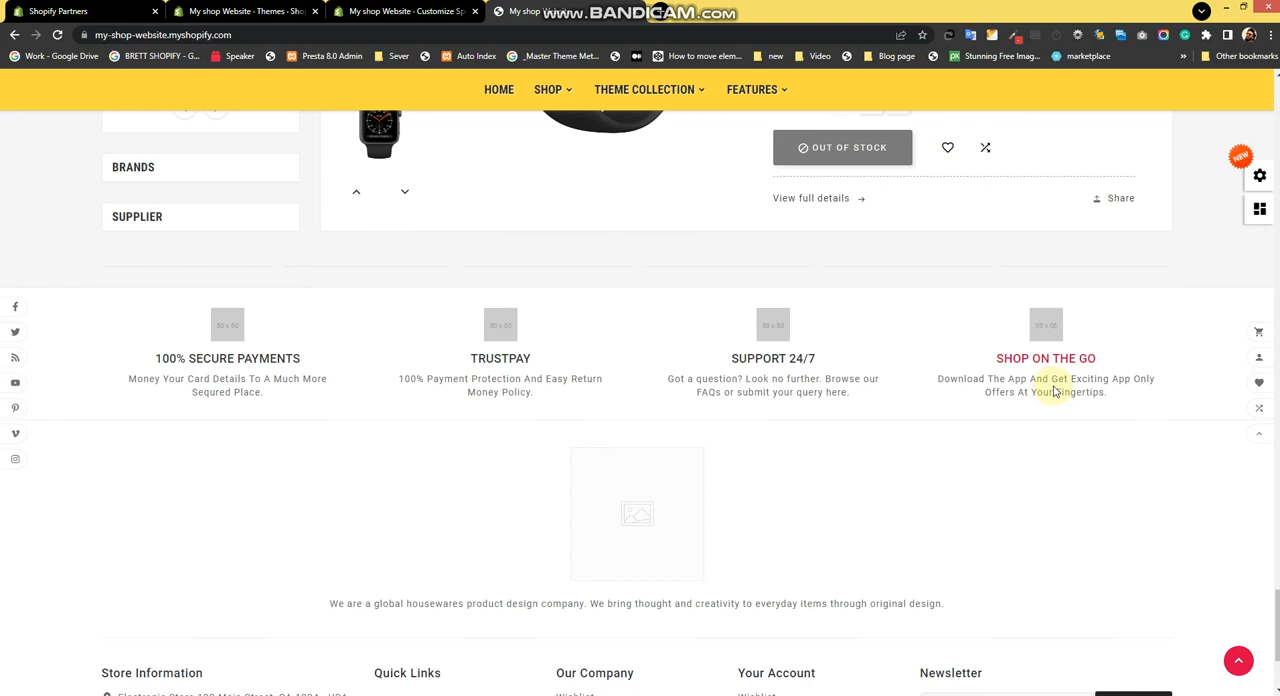 Shopify Partners
My shop Website - Themes · Sho
My shop Website - Customize Sp
My shop
www.BANDICAM.com
my-shop-website.myshopify.com
Work - Google Drive
BRETT SHOPIFY - G...
Speaker
Presta 8.0 Admin
Sever
Auto Index
_Master Theme Met...
How to move elem...
new
Video
Blog page
Stunning Free Imag...
marketplace
»
Other bookmarks
HOME
SHOP
THEME COLLECTION
FEATURES
NEW
OUT OF STOCK
BRANDS
View full details →
Share
SUPPLIER
100% SECURE PAYMENTS
Money Your Card Details To A Much More
Sequred Place.
TRUSTPAY
100% Payment Protection And Easy Return
Money Policy.
SUPPORT 24/7
Got a question? Look no further. Browse our
FAQs or submit your query here.
SHOP ON THE GO
Download The App And Get Exciting App Only
Offers At Your Fingertips.
We are a global housewares product design company. We bring thought and creativity to everyday items through original design.
Store Information
Quick Links
Our Company
Your Account
Newsletter
Wishlist
Wishlist